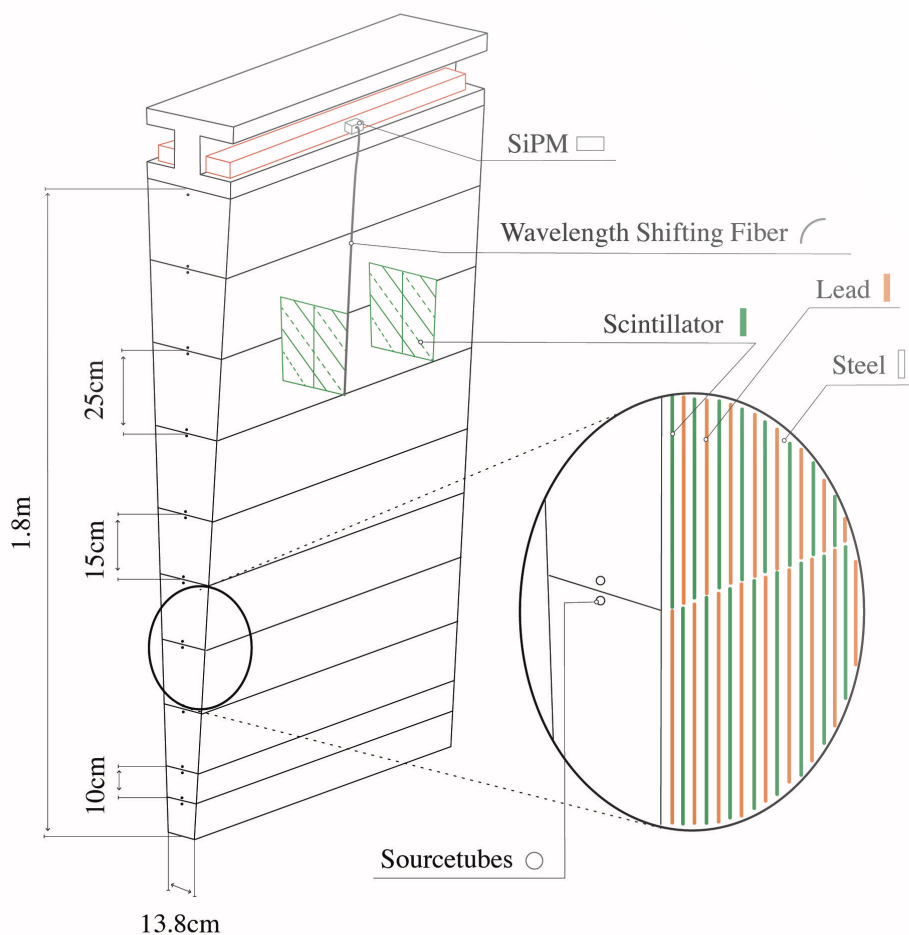 SiPM
Wavelength Shifting Fiber
Lead
Scintillator
Steel
25cm
1.8m
15cm
10cm
Sourcetubes
13.8cm